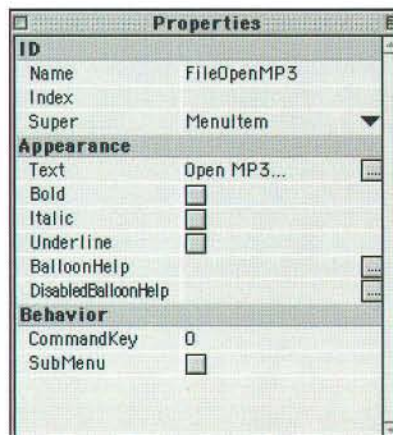 Properties
ID
Name FileOpenMP3
Index
Super MenuItem
Appearance
Text Open MP3... ...
Bold
Italic
Underline
BalloonHelp ...
DisabledBalloonHelp ...
Behavior
CommandKey O
SubMenu